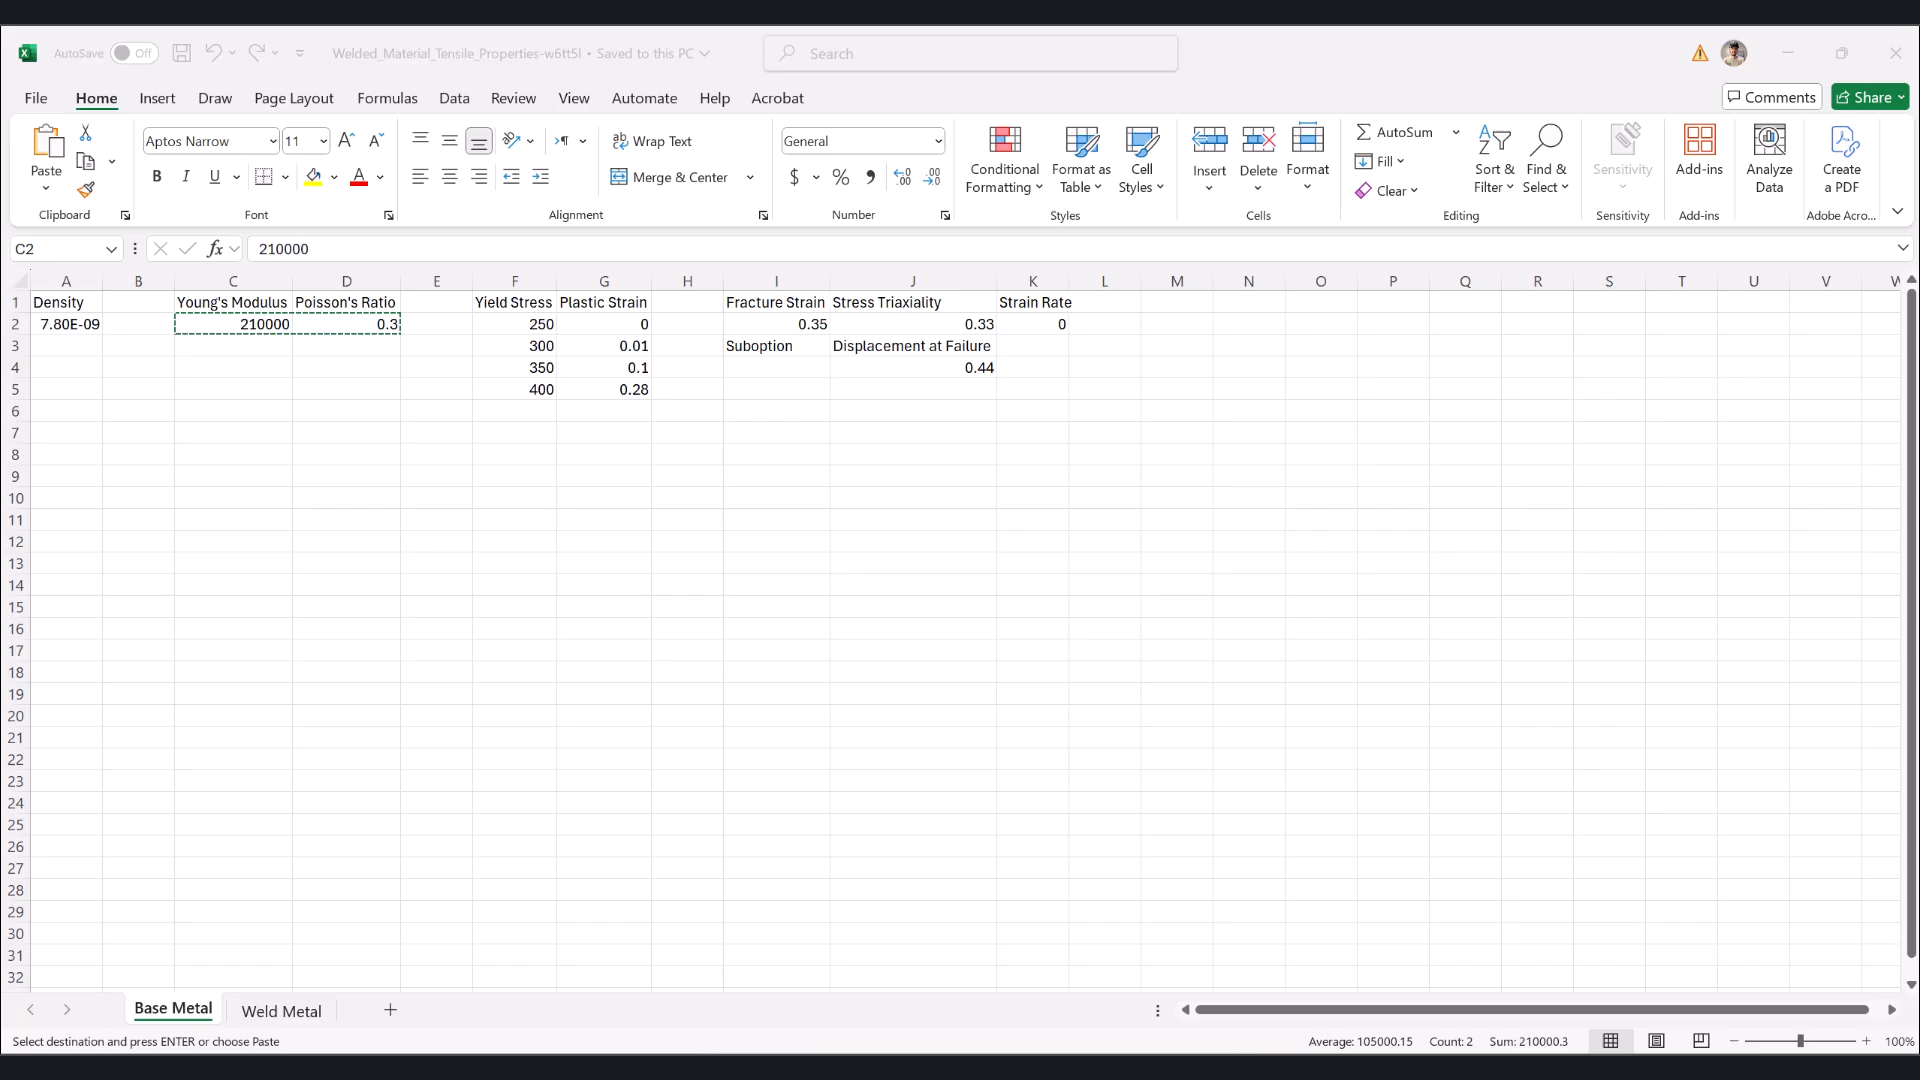 AutoSave Off Welded_Material_Tensile_Properties-w6tt5l • Saved to this PC Search
File Home Insert Draw Page Layout Formulas Data Review View Automate Help Acrobat Comments Share
Paste
Clipboard
Aptos Narrow 11
B I U A
Font
Wrap Text
Merge & Center
Alignment
General
$ % 9 .00 .00
Number
Conditional Formatting
Format as Table
Cell Styles
Styles
Insert Delete Format
Cells
AutoSum
Fill
Clear
Sort & Filter
Find & Select
Editing
Sensitivity
Sensitivity
Add-ins
Add-ins
Analyze Data
Create a PDF
Adobe Acro...
C2 fx 210000
A B C D E F G H I J K L M N O P Q R S T U V W
1 Density Young's Modulus Poisson's Ratio Yield Stress Plastic Strain Fracture Strain Stress Triaxiality Strain Rate
2 7.80E-09 210000 0.3 250 0 0.35 0.33 0
3 300 0.01 Suboption Displacement at Failure
4 350 0.1 0.44
5 400 0.28
6
7
8
9
10
11
12
13
14
15
16
17
18
19
20
21
22
23
24
25
26
27
28
29
30
31
32
Base Metal Weld Metal
Select destination and press ENTER or choose Paste Average: 105000.15 Count: 2 Sum: 210000.3 100%